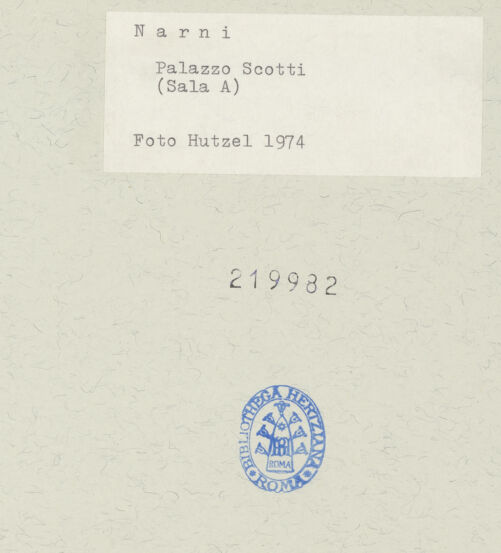 N a r n i
Palazzo Scotti
(Sala A)
Foto Hutzel 1974
219982
BIBLIOTHECA HERTZIANA
ROMA
ROMA